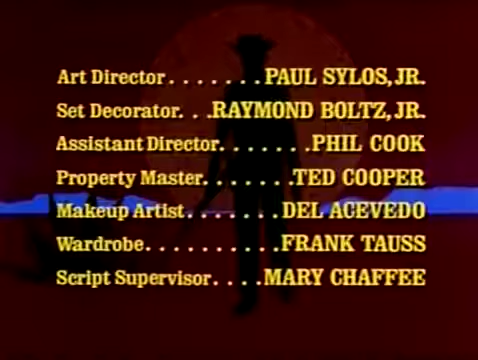 Art Director.......PAUL SYLOS, JR.
Set Decorator...RAYMOND BOLTZ, JR.
Assistant Director.......PHIL COOK
Property Master.......TED COOPER
Makeup Artist.......DEL ACEVEDO
Wardrobe..........FRANK TAUSS
Script Supervisor....MARY CHAFFEE